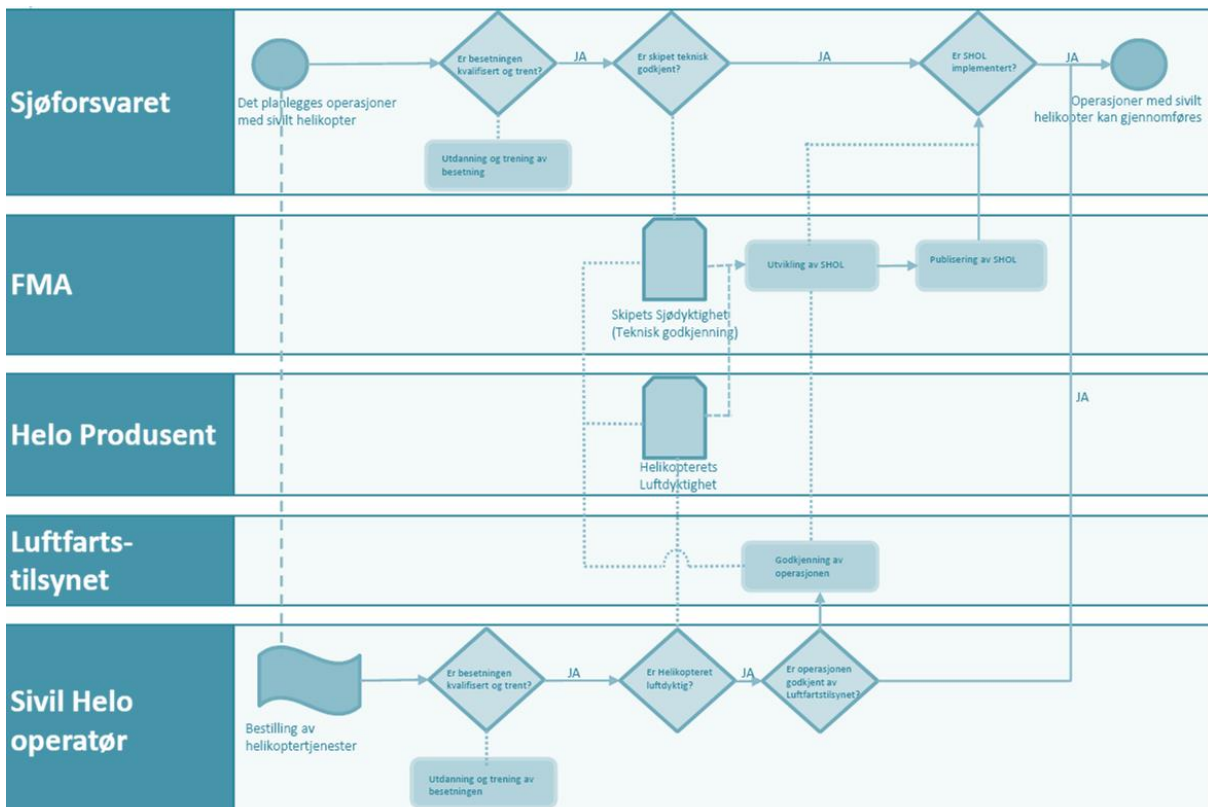 Sjøforsvaret
Det planlegges operasjoner
med sivilt helikopter
Er besetningen
kvalifisert og trent?
JA
Er skipet teknisk
godkjent?
JA
Er SHOL
implementert?
JA
Operasjoner med sivilt
helikopter kan gjennomføres
Utdanning og trening av
besetning
FMA
Skipets Sjødyktighet
(Teknisk godkjenning)
Utvikling av SHOL
Publisering av SHOL
Helo Produsent
Helikopterets
Luftdyktighet
JA
Luftfarts-
tilsynet
Godkjenning av
operasjonen
Sivil Helo
operatør
Bestilling av
helikoptertjenester
Er besetningen
kvalifisert og trent?
JA
Er Helikopteret
luftdyktig?
JA
Er operasjonen
godkjent av
Luftfartstilsynet?
Utdanning og trening av
besetningen